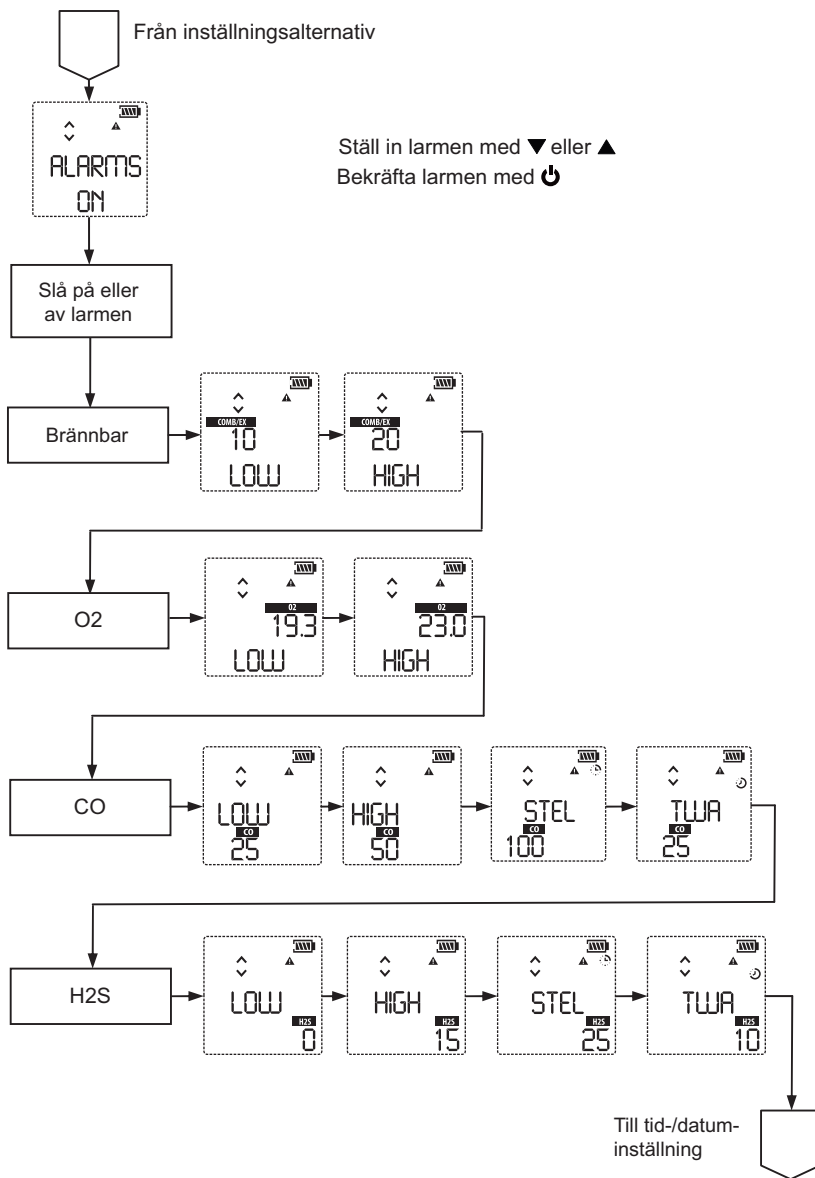 Från inställningsalternativ
ALARMS
ON
Ställ in larmen med ▼ eller ▲
Bekräfta larmen med ⏻
Slå på eller
av larmen
Brännbar
COMB/EX
10
LOW
COMB/EX
20
HIGH
O2
O2
19.3
LOW
O2
23.0
HIGH
CO
LOW
CO
25
HIGH
CO
50
STEL
CO
100
TWA
CO
25
H2S
LOW
H2S
0
HIGH
H2S
15
STEL
H2S
25
TWA
H2S
10
Till tid-/datum-
inställning